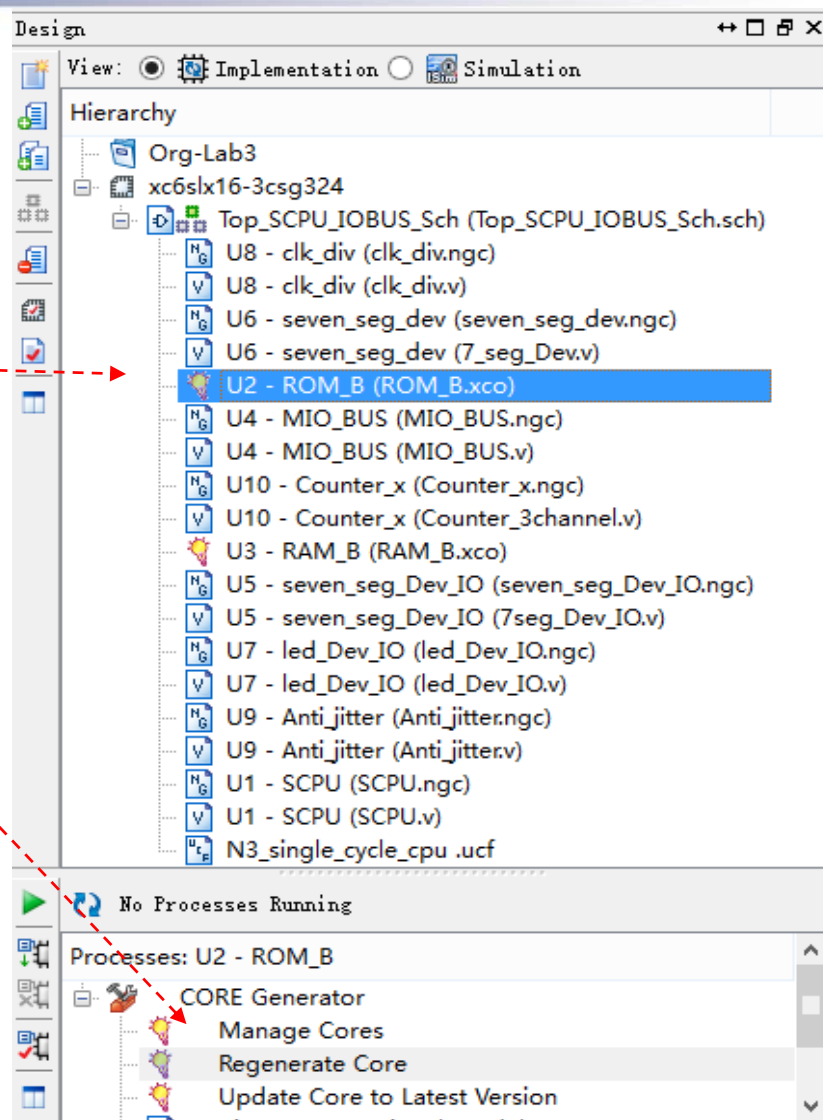 Design
View: Implementation Simulation
Hierarchy
Org-Lab3
xc6slx16-3csg324
Top_SCPU_IOBUS_Sch (Top_SCPU_IOBUS_Sch.sch)
U8 - clk_div (clk_div.ngc)
U8 - clk_div (clk_div.v)
U6 - seven_seg_dev (seven_seg_dev.ngc)
U6 - seven_seg_dev (7_seg_Dev.v)
U2 - ROM_B (ROM_B.xco)
U4 - MIO_BUS (MIO_BUS.ngc)
U4 - MIO_BUS (MIO_BUS.v)
U10 - Counter_x (Counter_x.ngc)
U10 - Counter_x (Counter_3channel.v)
U3 - RAM_B (RAM_B.xco)
U5 - seven_seg_Dev_IO (seven_seg_Dev_IO.ngc)
U5 - seven_seg_Dev_IO (7seg_Dev_IO.v)
U7 - led_Dev_IO (led_Dev_IO.ngc)
U7 - led_Dev_IO (led_Dev_IO.v)
U9 - Anti_jitter (Anti_jitter.ngc)
U9 - Anti_jitter (Anti_jitter.v)
U1 - SCPU (SCPU.ngc)
U1 - SCPU (SCPU.v)
N3_single_cycle_cpu .ucf
No Processes Running
Processes: U2 - ROM_B
CORE Generator
Manage Cores
Regenerate Core
Update Core to Latest Version